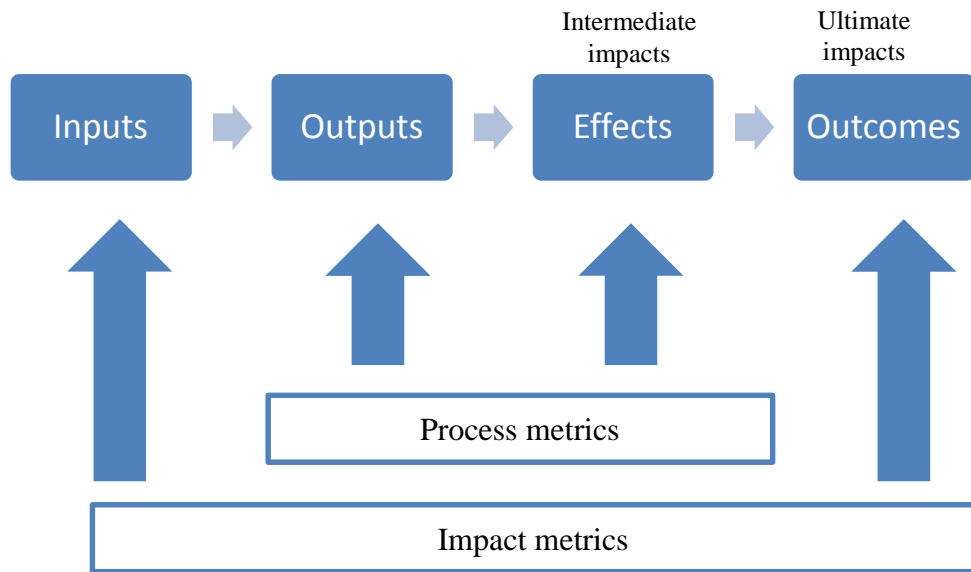 Intermediate
impacts
Ultimate
impacts
Inputs
Outputs
Effects
Outcomes
Process metrics
Impact metrics